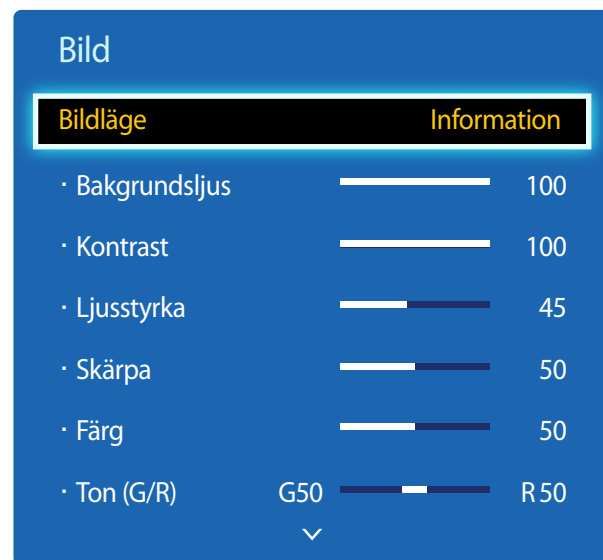 Bild
Bildläge Information
· Bakgrundsljus 100
· Kontrast 100
· Ljusstyrka 45
· Skärpa 50
· Färg 50
· Ton (G/R) G50 R50